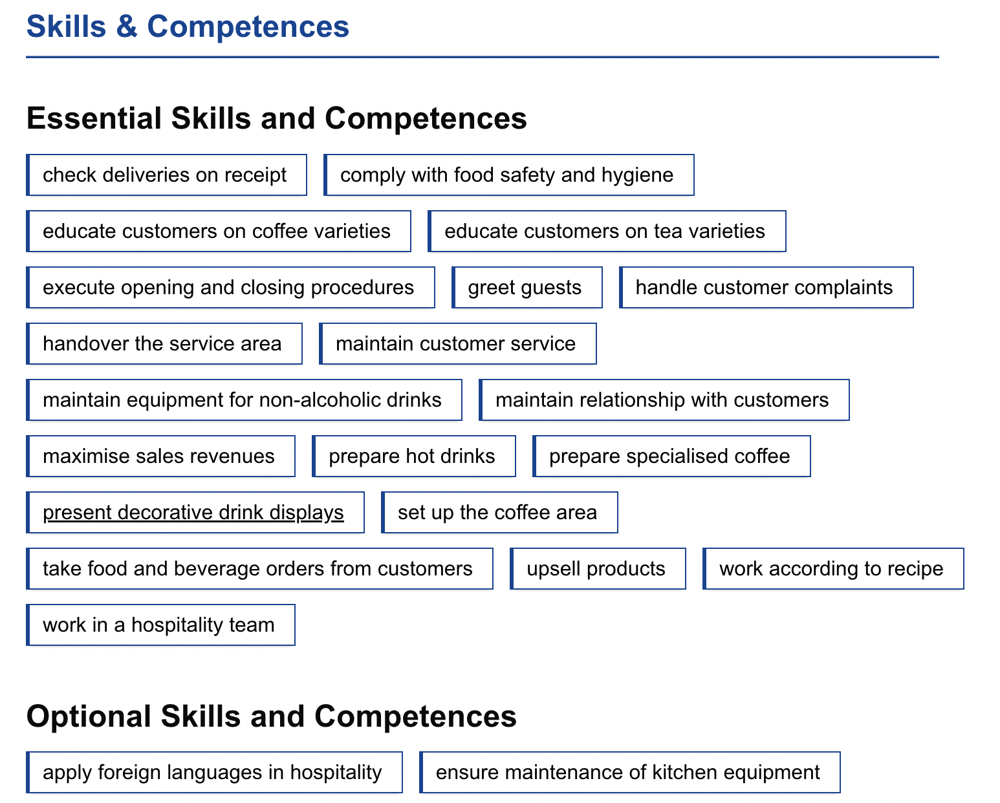 Skills & Competences
Essential Skills and Competences
check deliveries on receipt comply with food safety and hygiene
educate customers on coffee varieties educate customers on tea varieties
execute opening and closing procedures greet guests handle customer complaints
handover the service area maintain customer service
maintain equipment for non-alcoholic drinks maintain relationship with customers
maximise sales revenues prepare hot drinks prepare specialised coffee
present decorative drink displays set up the coffee area
take food and beverage orders from customers upsell products work according to recipe
work in a hospitality team
Optional Skills and Competences
apply foreign languages in hospitality ensure maintenance of kitchen equipment